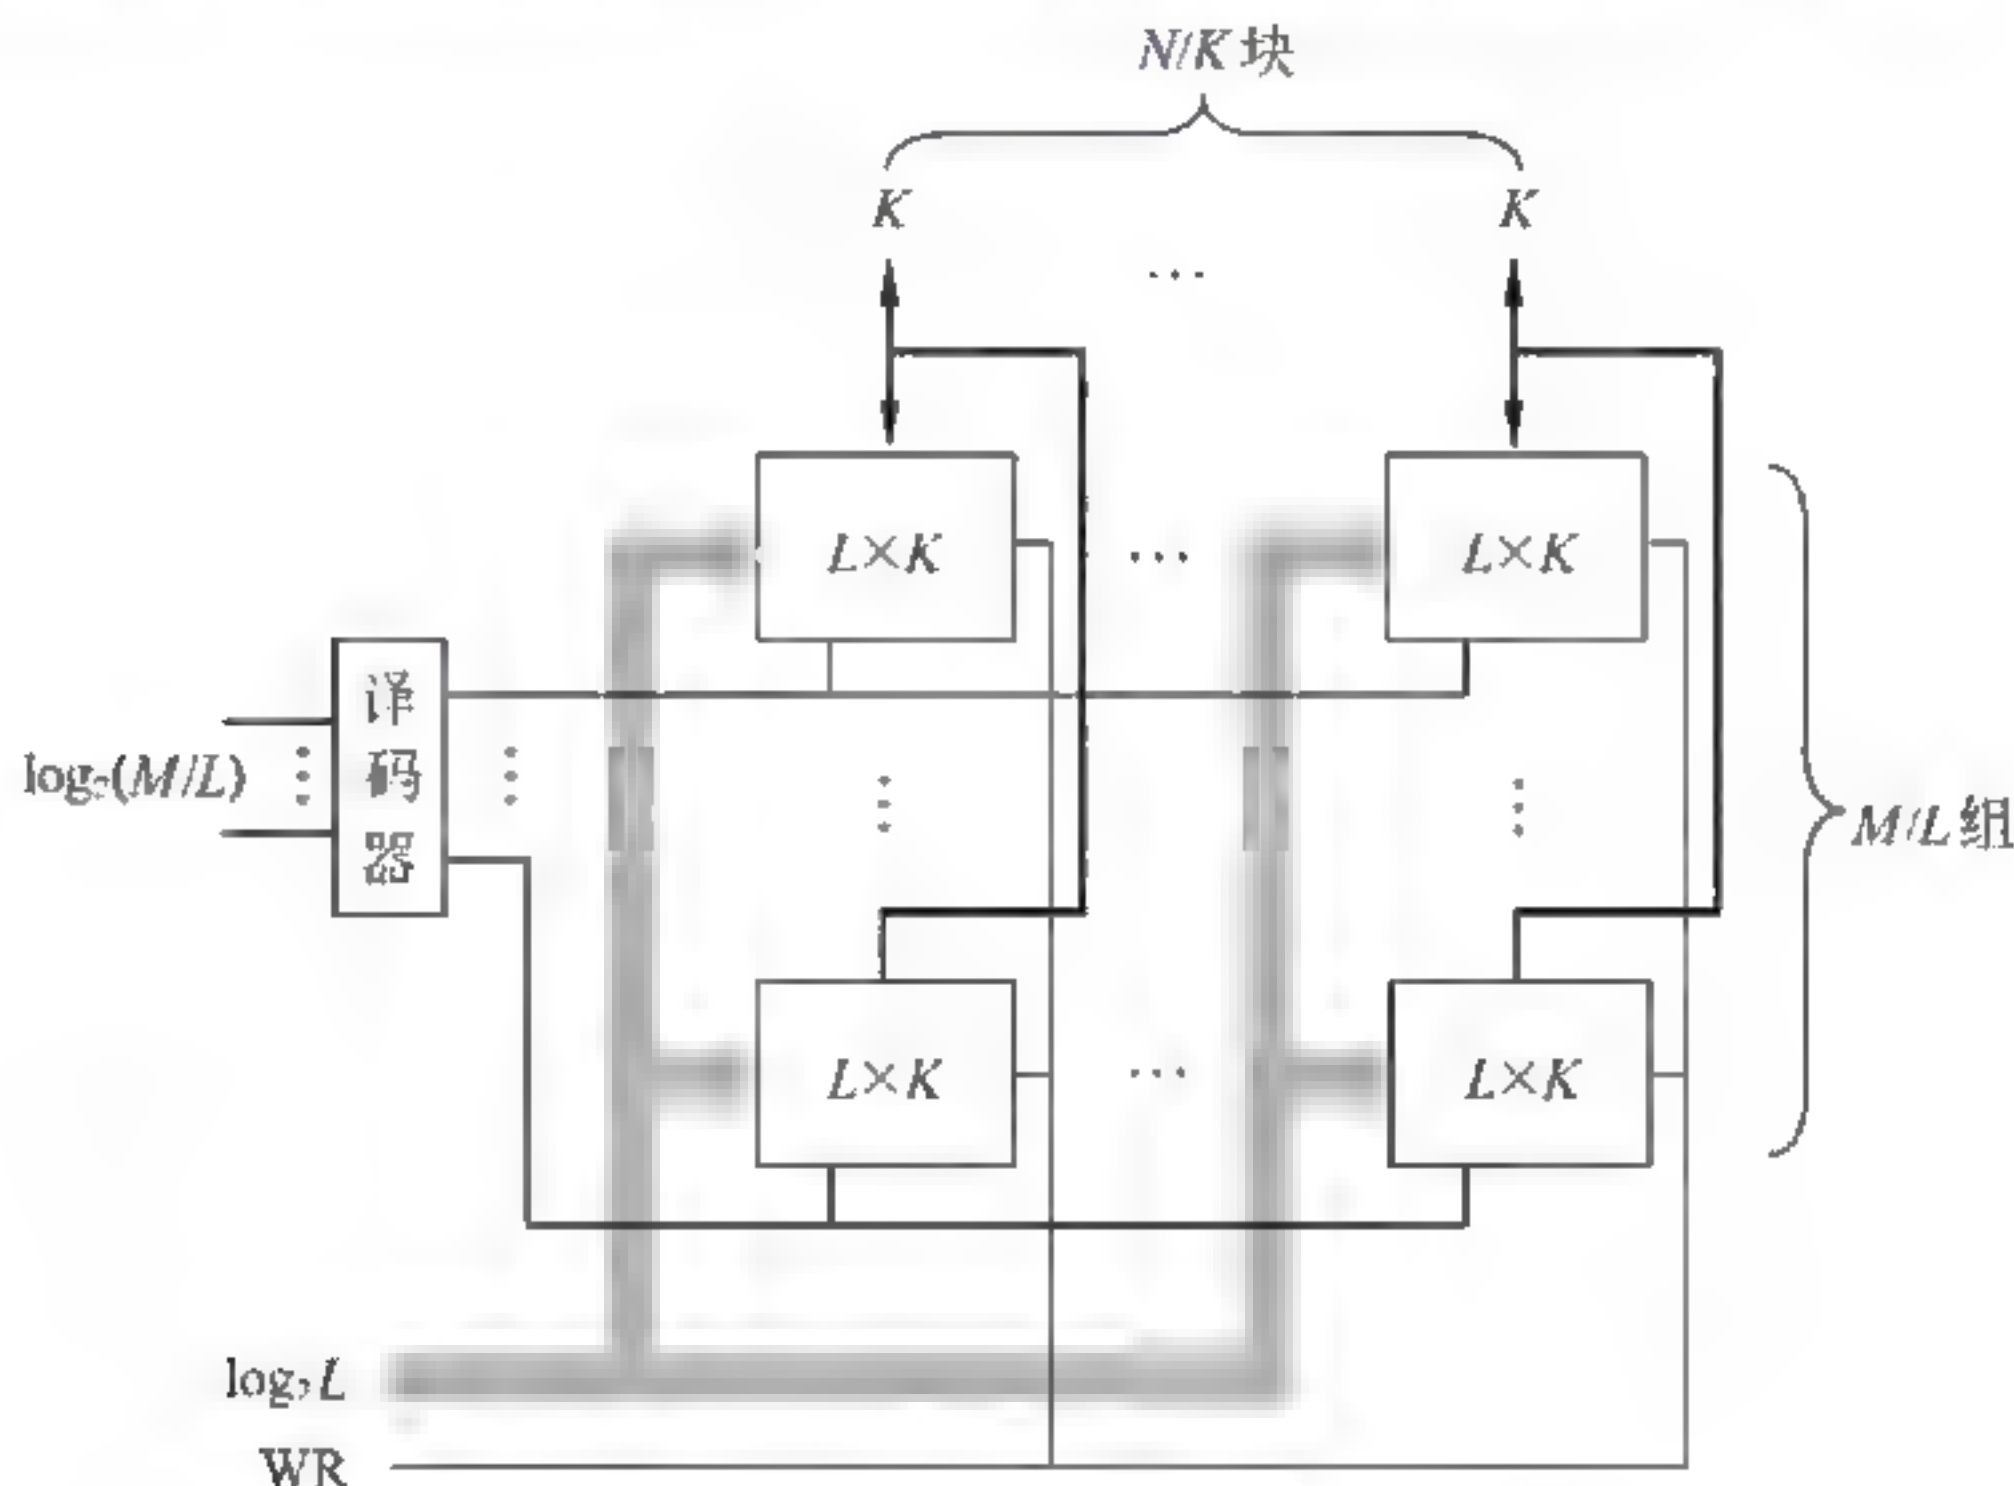 N/K 块
K K
…
L×K … L×K
译
码
器
log₂(M/L)
M/L 组
L×K … L×K
log₂L
WR